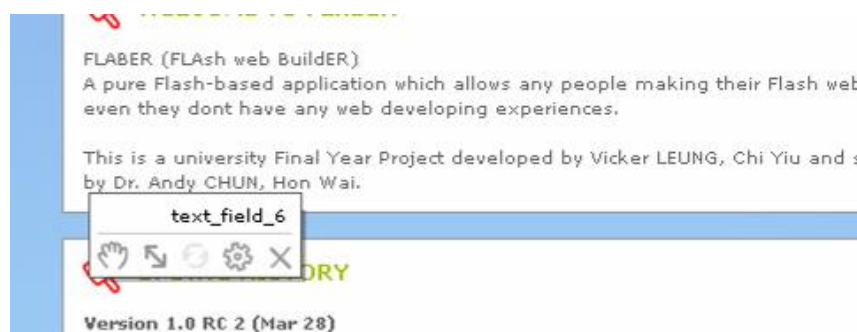 FLABER (FLAsh web BuildER)
A pure Flash-based application which allows any people making their Flash web
even they dont have any web developing experiences.
This is a university Final Year Project developed by Vicker LEUNG, Chi Yiu and s
by Dr. Andy CHUN, Hon Wai.
text_field_6
Version 1.0 RC 2 (Mar 28)